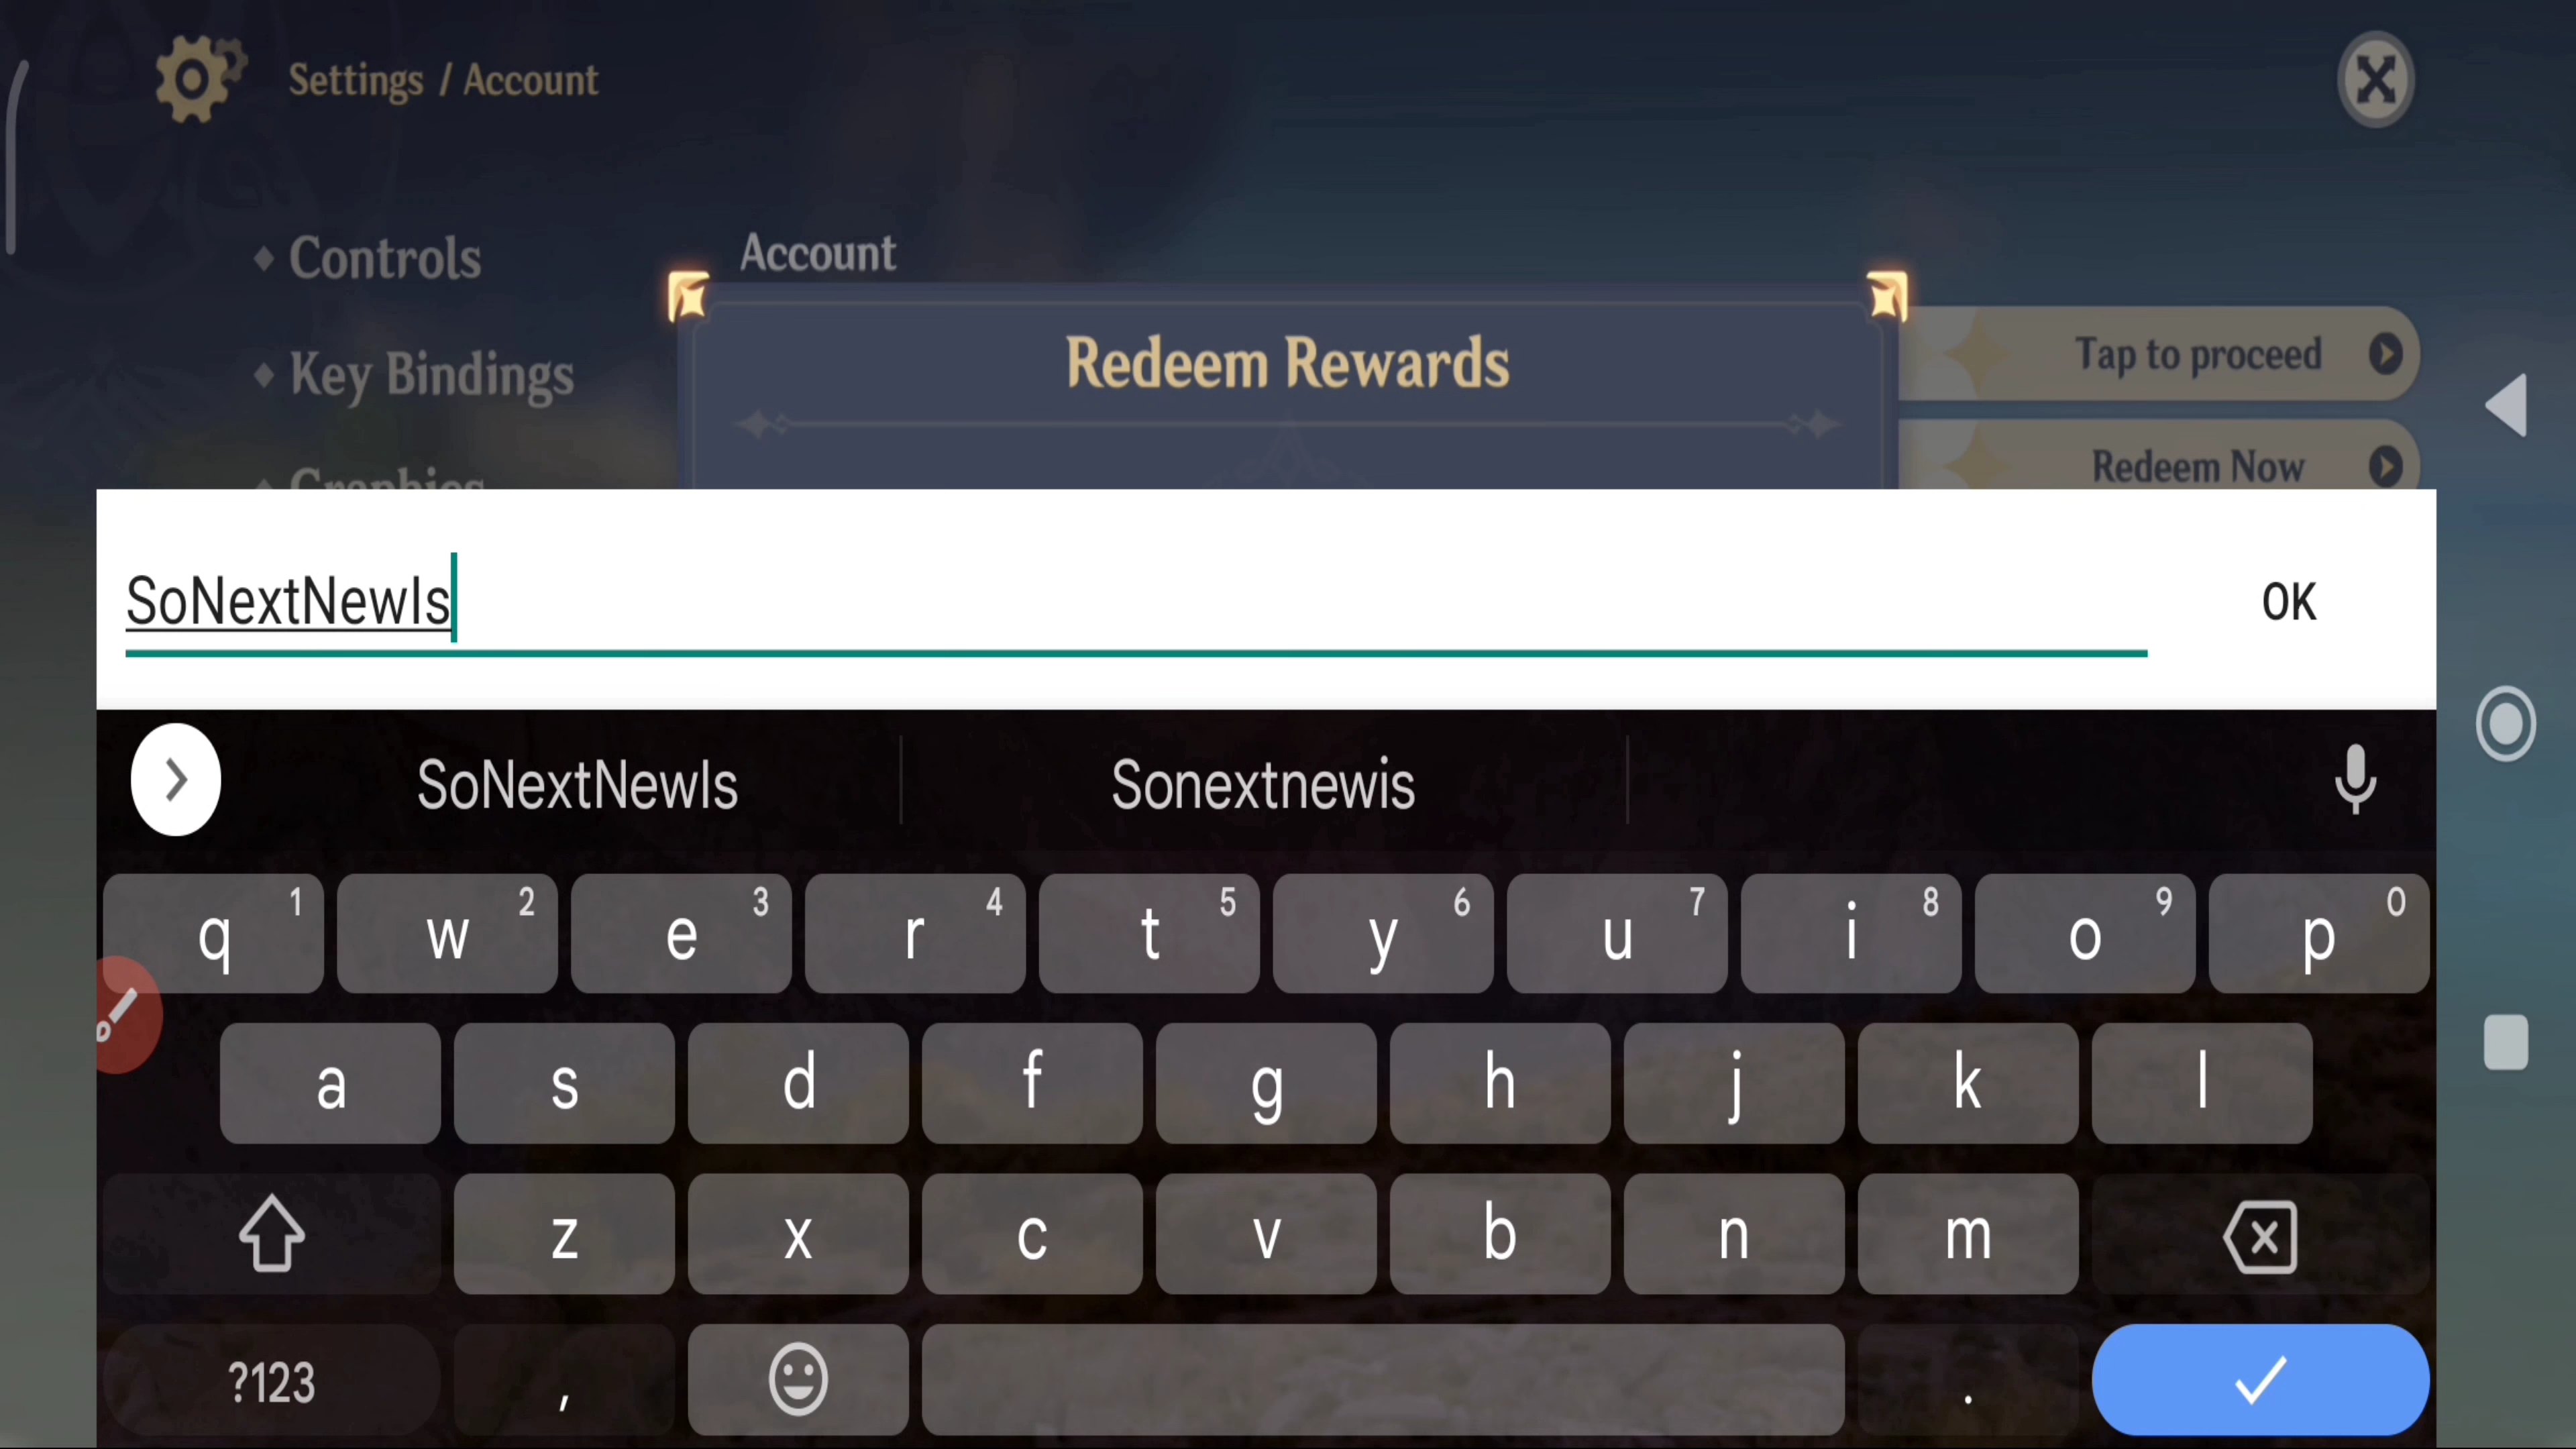 Settings / Account
Controls
Account
Redeem Rewards
Key Bindings
Tap to proceed
Graphics
Redeem Now
SoNextNewIs
OK
SoNextNewIs Sonextnewis
q 1 w 2 e 3 r 4 t 5 y 6 u 7 i 8 o 9 p 0
a s d f g h j k l
z x c v b n m
?123 , .